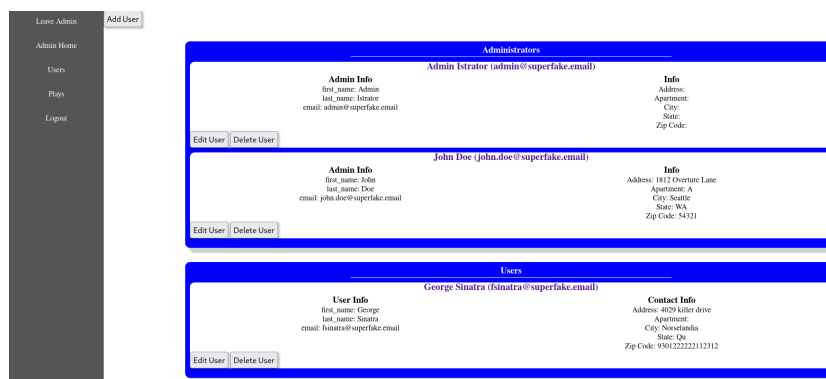 Leave Admin
Admin Home
Users
Plays
Logout
Add User
Administrators
Admin Istrator (admin@superfake.email)
Admin Info
first_name: Admin
last_name: Istrator
email: admin@superfake.email
Info
Address:
Apartment:
City:
State:
Zip Code:
Edit User Delete User
John Doe (john.doe@superfake.email)
Admin Info
first_name: John
last_name: Doe
email: john.doe@superfake.email
Info
Address: 1812 Overture Lane
Apartment: A
City: Seattle
State: WA
Zip Code: 54321
Edit User Delete User
Users
George Sinatra (fsinatra@superfake.email)
User Info
first_name: George
last_name: Sinatra
email: fsinatra@superfake.email
Contact Info
Address: 4029 killer drive
Apartment:
City: Norselandia
State: Qu
Zip Code: 9301222222112312
Edit User Delete User